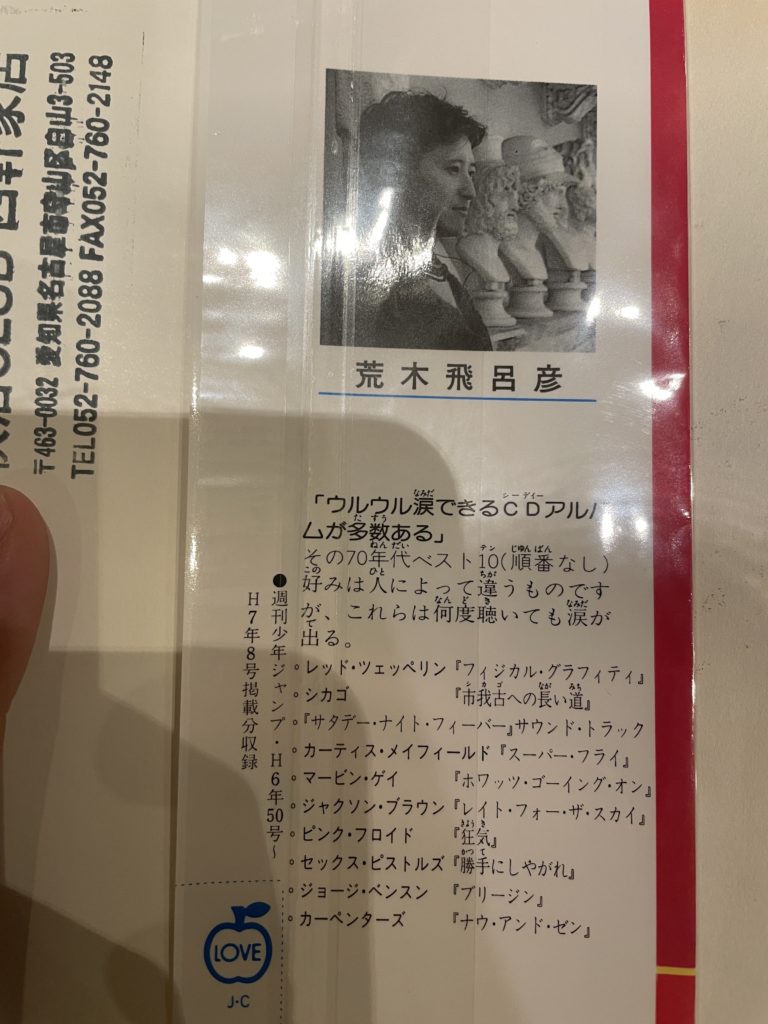 荒木飛呂彦
「ウルウル涙できるCDアルバ
ムが多数ある」
その70年代ベスト10(順番なし)
好みは人によって違うものです
が、これらは何度聴いても涙が
出る。
◦レッド・ツェッペリン『フィジカル・グラフィティ』
◦シカゴ『市我古への長い道』
◦『サタデー・ナイト・フィーバー』サウンド・トラック
◦カーティス・メイフィールド『スーパー・フライ』
◦マービン・ゲイ『ホワッツ・ゴーイング・オン』
◦ジャクソン・ブラウン『レイト・フォー・ザ・スカイ』
◦ピンク・フロイド『狂気』
◦セックス・ピストルズ『勝手にしやがれ』
◦ジョージ・ベンスン『ブリージン』
◦カーペンターズ『ナウ・アンド・ゼン』
●週刊少年ジャンプ・H6年50号~
H7年8号掲載分収録
LOVE
J・C
〒463-0032 愛知県名古屋市守山区白山3-503
TEL052-760-2088 FAX052-760-2148